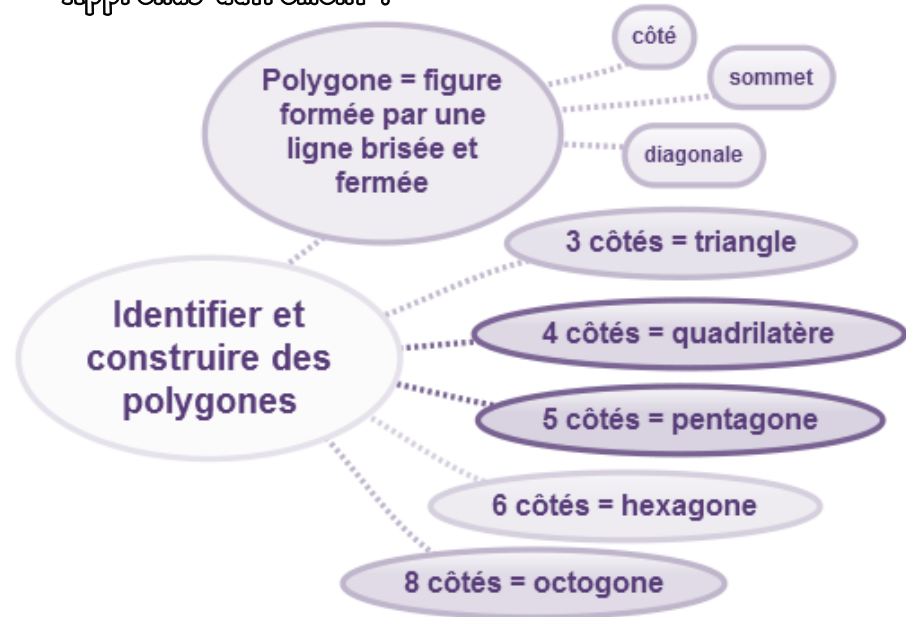 Polygone = figure
formée par une
ligne brisée et
fermée
côté
sommet
diagonale
Identifier et
construire des
polygones
3 côtés = triangle
4 côtés = quadrilatère
5 côtés = pentagone
6 côtés = hexagone
8 côtés = octogone